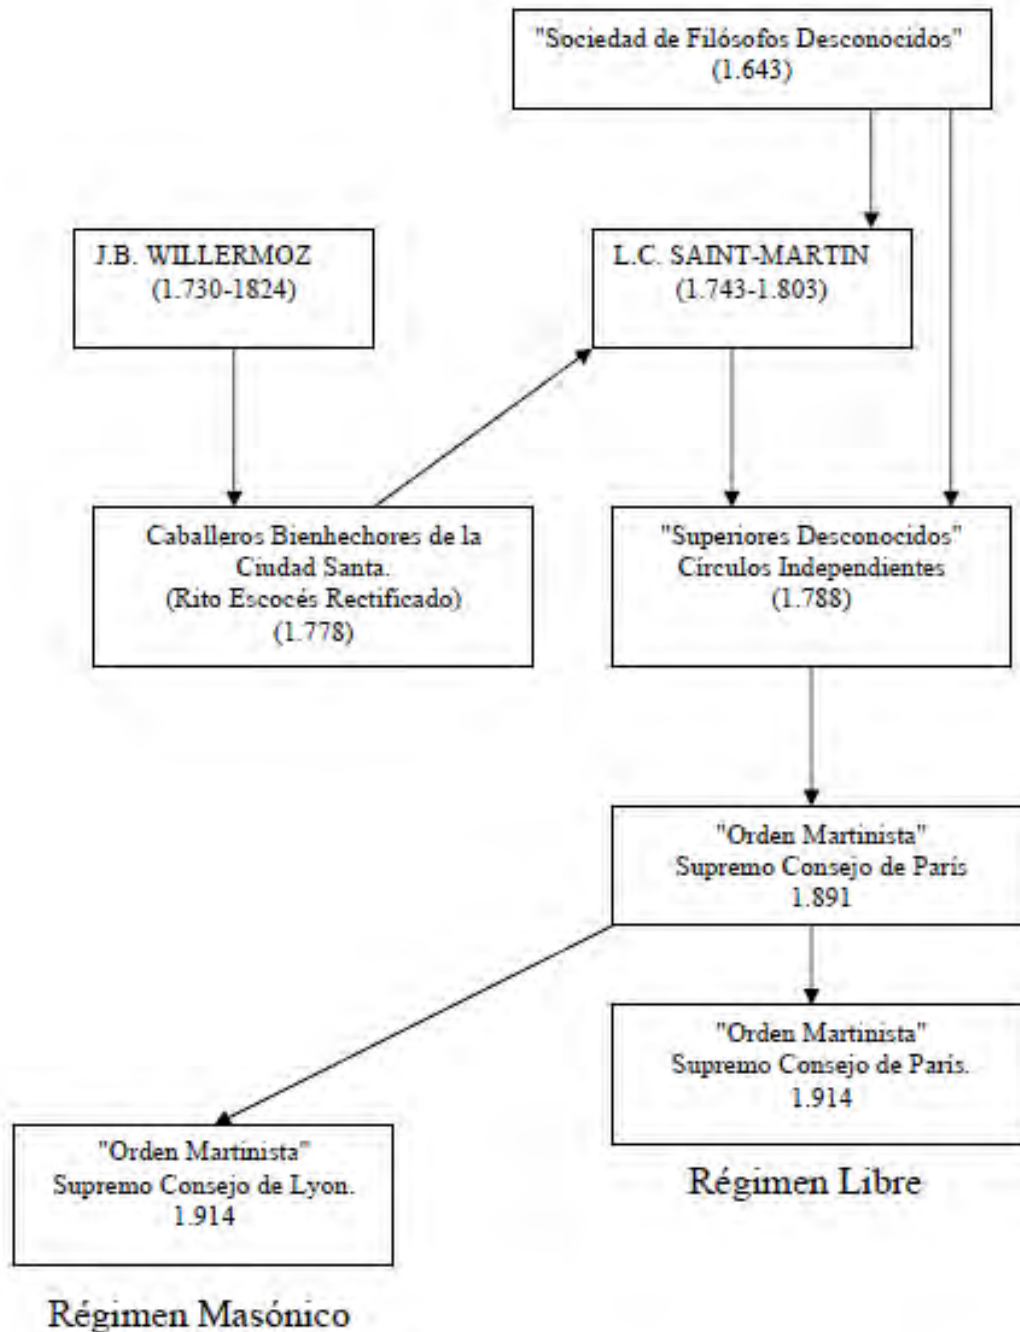 "Sociedad de Filósofos Desconocidos"
(1.643)
J.B. WILLERMOZ
(1.730-1824)
L.C. SAINT-MARTIN
(1.743-1.803)
Caballeros Bienhechores de la
Ciudad Santa.
(Rito Escocés Rectificado)
(1.778)
"Superiores Desconocidos"
Círculos Independientes
(1.788)
"Orden Martinista"
Supremo Consejo de París
1.891
"Orden Martinista"
Supremo Consejo de París.
1.914
Régimen Libre
"Orden Martinista"
Supremo Consejo de Lyon.
1.914
Régimen Masónico